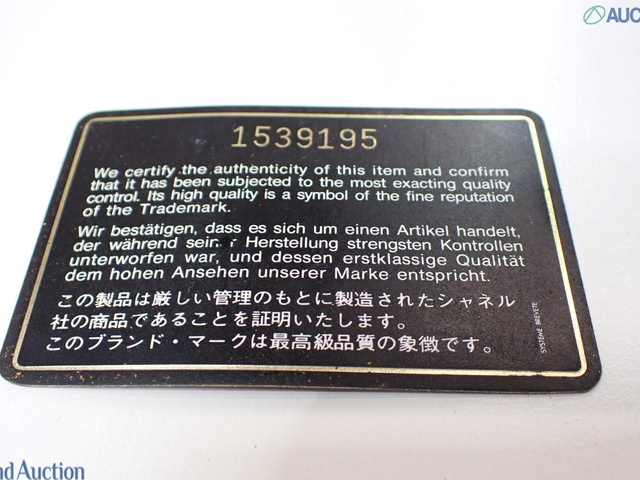 AUC
1539195
We certify the authenticity of this item and confirm
that it has been subjected to the most exacting quality
control. Its high quality is a symbol of the fine reputation
of the Trademark.
Wir bestätigen, dass es sich um einen Artikel handelt,
der während seiner Herstellung strengsten Kontrollen
unterworfen war, und dessen erstklassige Qualität
dem hohen Ansehen unserer Marke entspricht.
この製品は厳しい管理のもとに製造されたシャネル
社の商品であることを証明いたします。
このブランド・マークは最高級品質の象徴です。
SYSTEME BREVETE
nd Auction